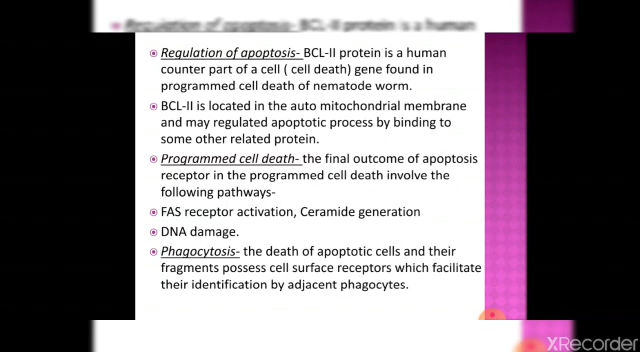 Regulation of apoptosis- BCL-II protein is a human
Regulation of apoptosis- BCL-II protein is a human
counter part of a cell ( cell death) gene found in
programmed cell death of nematode worm.
BCL-II is located in the auto mitochondrial membrane
and may regulated apoptotic process by binding to
some other related protein.
Programmed cell death- the final outcome of apoptosis
receptor in the programmed cell death involve the
following pathways-
FAS receptor activation, Ceramide generation
DNA damage.
Phagocytosis- the death of apoptotic cells and their
fragments possess cell surface receptors which facilitate
their identification by adjacent phagocytes.
XRecorder